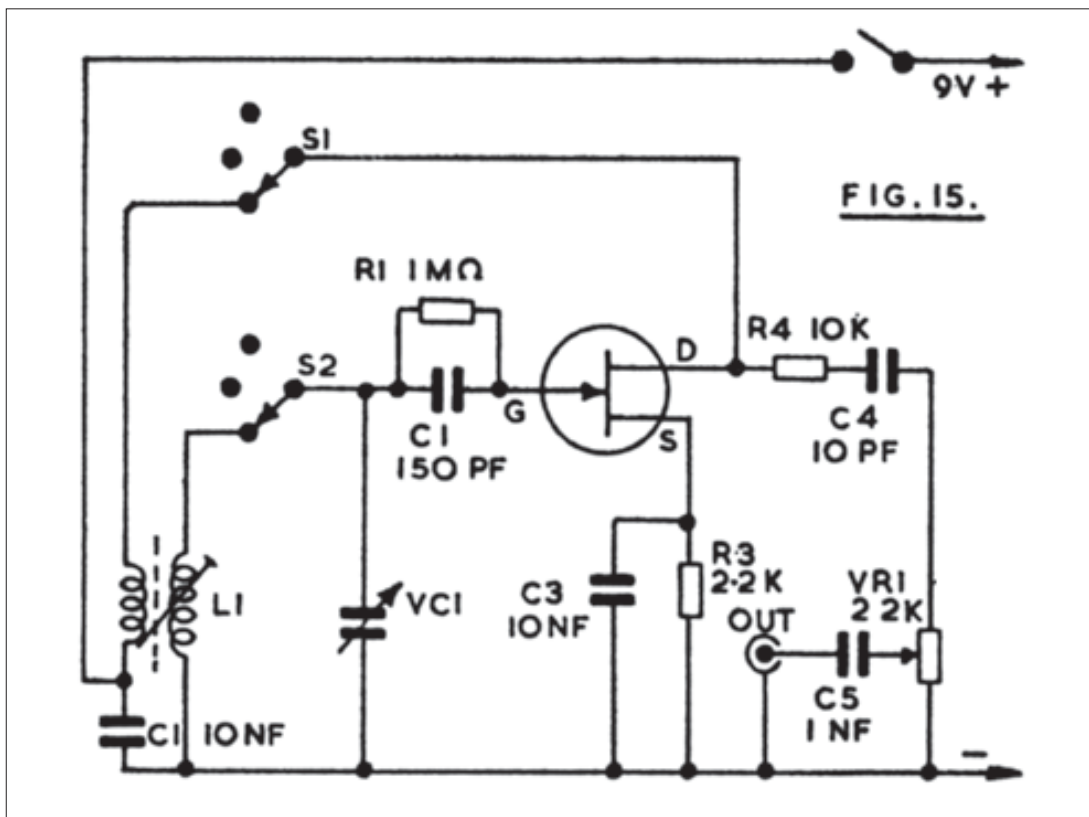 9V +
S1
FIG. 15.
R1 1MΩ
S2
D
R4 10K
G
C1
150 PF
S
C4
10 PF
L1
VC1
C3
10NF
R3
2·2K
VR1
2 2K
OUT
C5
1 NF
C1 10NF
–